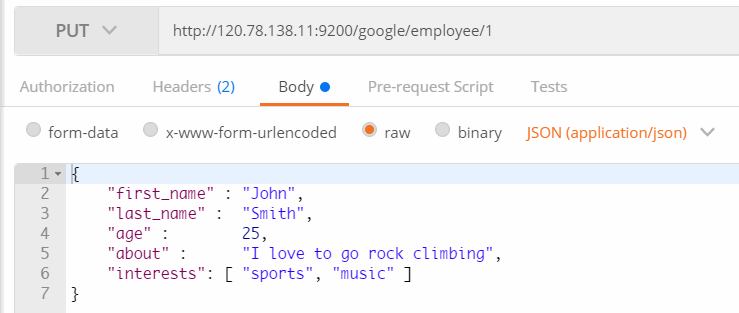 PUT http://120.78.138.11:9200/google/employee/1
Authorization Headers (2) Body Pre-request Script Tests
form-data x-www-form-urlencoded raw binary JSON (application/json)
1 {
2 "first_name" : "John",
3 "last_name" : "Smith",
4 "age" : 25,
5 "about" : "I love to go rock climbing",
6 "interests": [ "sports", "music" ]
7 }